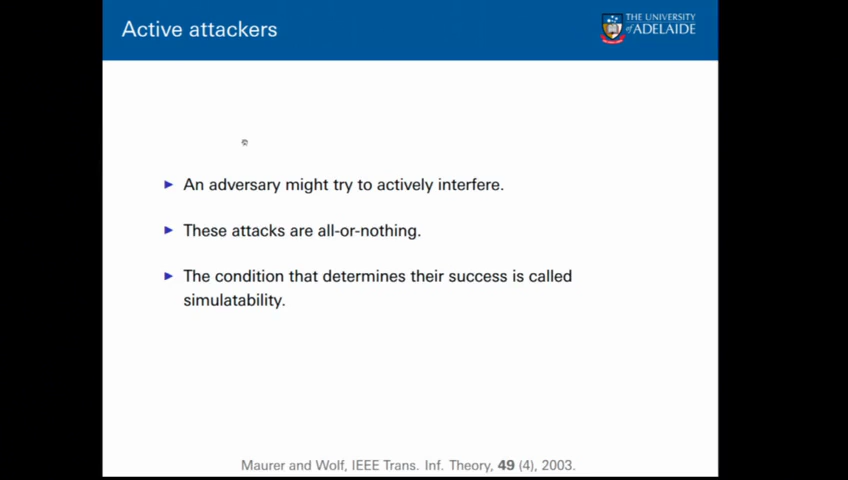 Active attackers
THE UNIVERSITY
of ADELAIDE
An adversary might try to actively interfere.
These attacks are all-or-nothing.
The condition that determines their success is called
simulatability.
Maurer and Wolf, IEEE Trans. Inf. Theory, 49 (4), 2003.